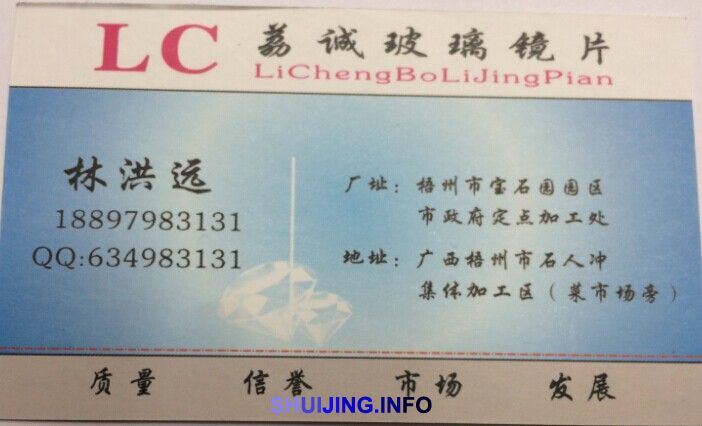 LC 荔诚玻璃镜片
LiChengBoLiJingPian
林洪远
18897983131
QQ:634983131
厂址：梧州市宝石园园区
市政府定点加工处
地址：广西梧州市石人冲
集体加工区（菜市场旁）
质量 信誉 市场 发展
SHUIJING.INFO